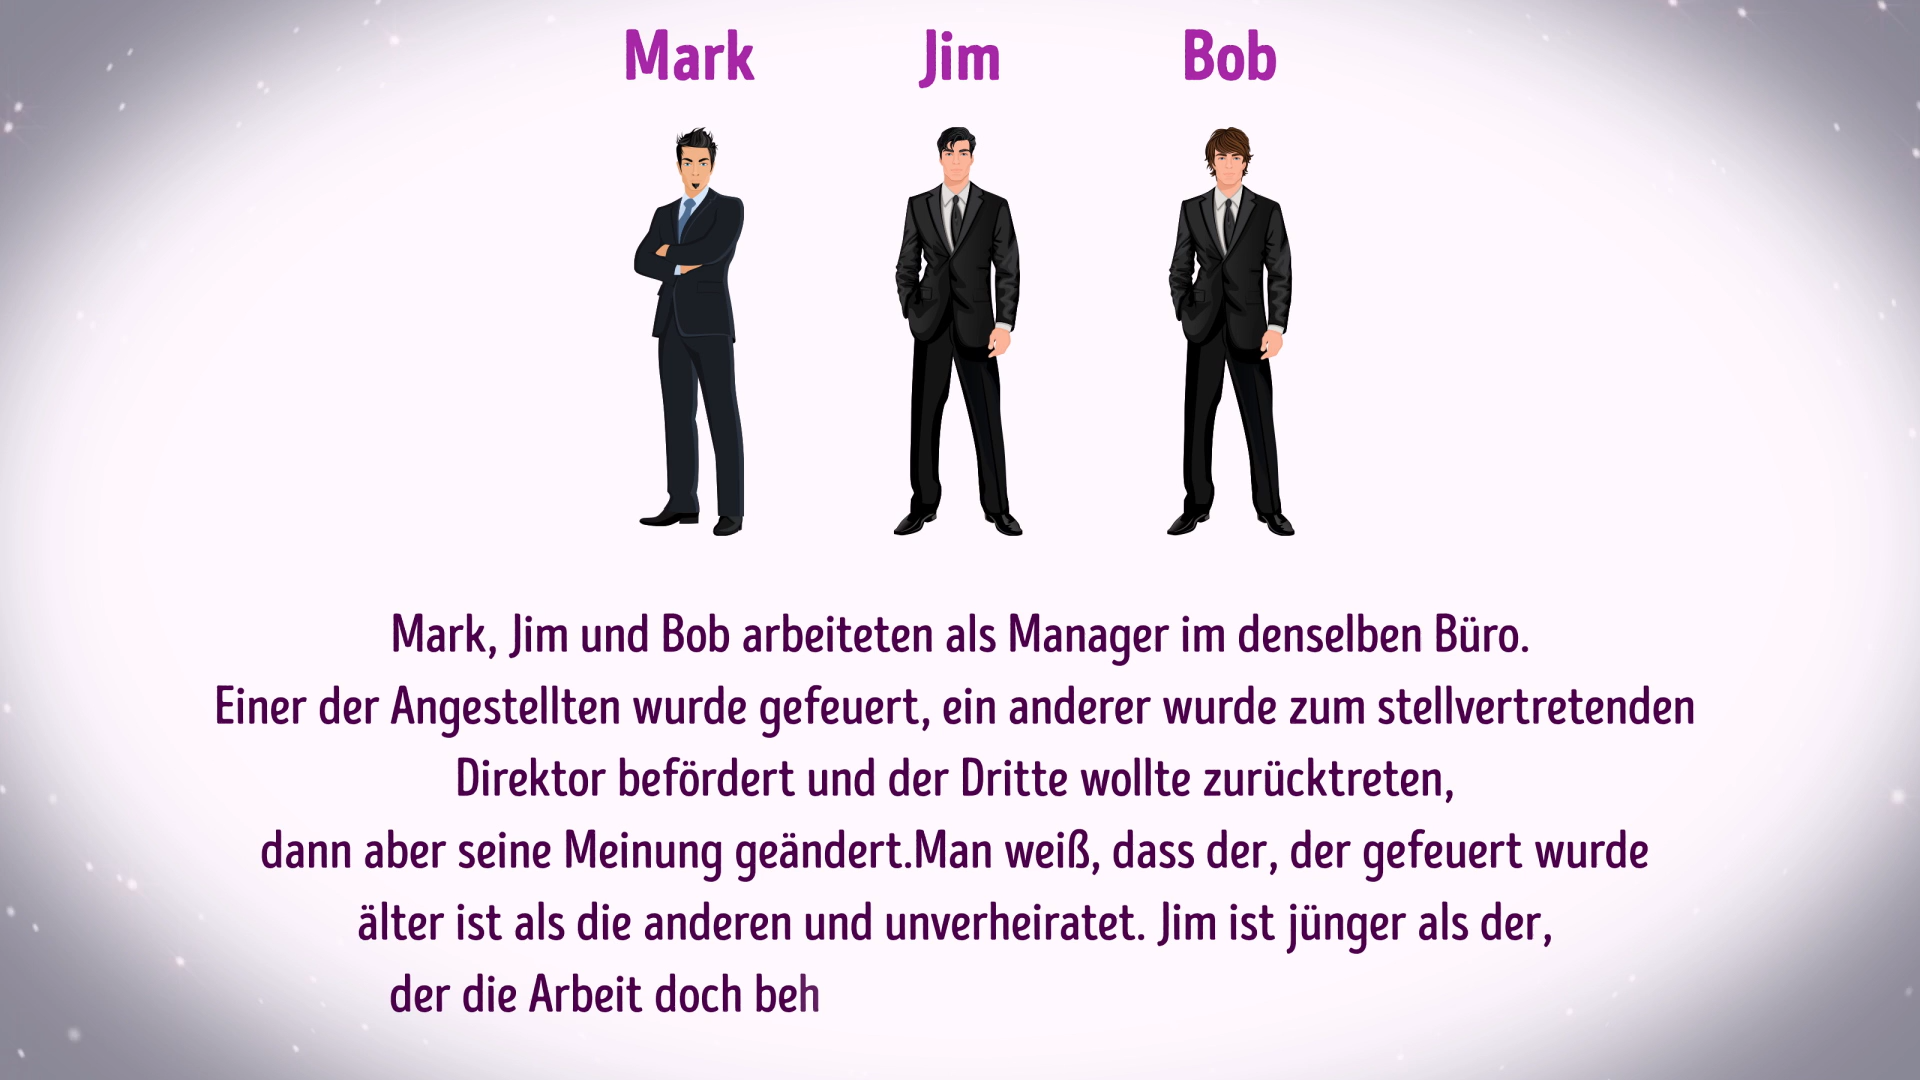 Mark Jim Bob
Mark, Jim und Bob arbeiteten als Manager im denselben Büro.
Einer der Angestellten wurde gefeuert, ein anderer wurde zum stellvertretenden
Direktor befördert und der Dritte wollte zurücktreten,
dann aber seine Meinung geändert.Man weiß, dass der, der gefeuert wurde
älter ist als die anderen und unverheiratet. Jim ist jünger als der,
der die Arbeit doch beh